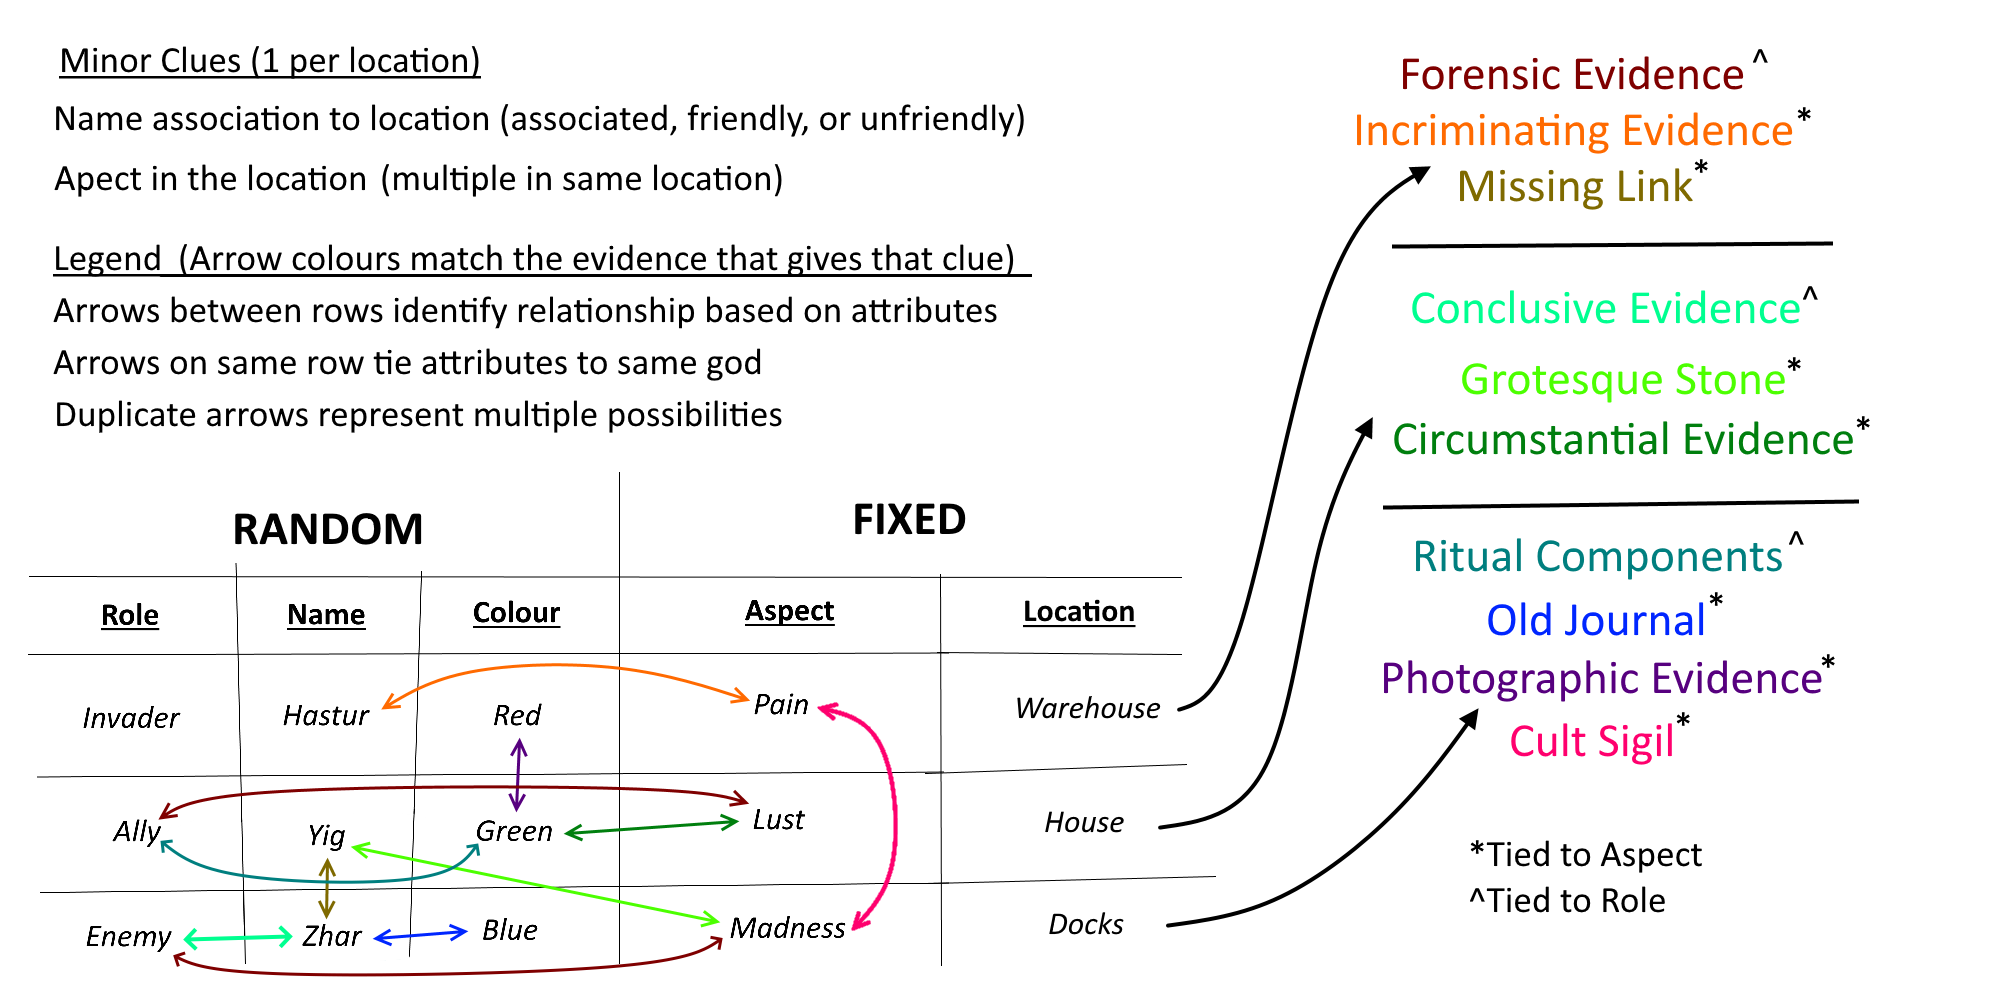 Minor Clues (1 per location)
Name association to location (associated, friendly, or unfriendly)
Apect in the location (multiple in same location)
Legend (Arrow colours match the evidence that gives that clue)
Arrows between rows identify relationship based on attributes
Arrows on same row tie attributes to same god
Duplicate arrows represent multiple possibilities
RANDOM FIXED
Role Name Colour Aspect Location
Invader Hastur Red Pain Warehouse
Ally Yig Green Lust House
Enemy Zhar Blue Madness Docks
Forensic Evidence ^
Incriminating Evidence*
Missing Link*
Conclusive Evidence^
Grotesque Stone*
Circumstantial Evidence*
Ritual Components ^
Old Journal*
Photographic Evidence*
Cult Sigil*
*Tied to Aspect
^Tied to Role